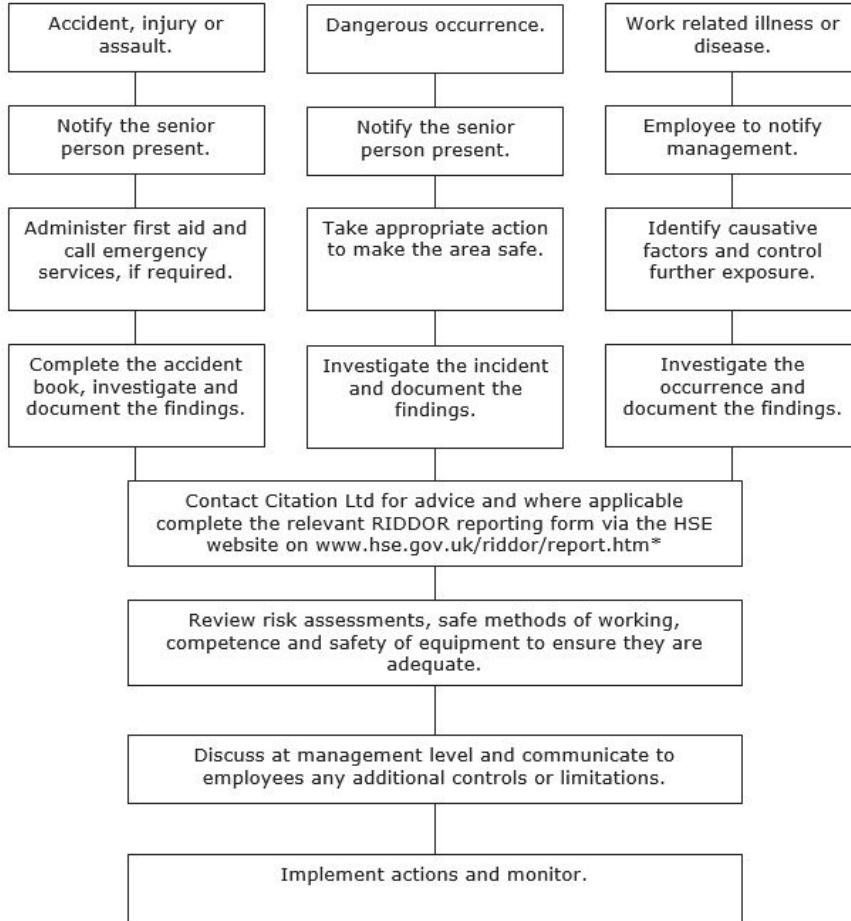 Accident, injury or
assault.
Dangerous occurrence.
Work related illness or
disease.
Notify the senior
person present.
Notify the senior
person present.
Employee to notify
management.
Administer first aid and
call emergency
services, if required.
Take appropriate action
to make the area safe.
Identify causative
factors and control
further exposure.
Complete the accident
book, investigate and
document the findings.
Investigate the incident
and document the
findings.
Investigate the
occurrence and
document the findings.
Contact Citation Ltd for advice and where applicable
complete the relevant RIDDOR reporting form via the HSE
website on www.hse.gov.uk/riddor/report.htm*
Review risk assessments, safe methods of working,
competence and safety of equipment to ensure they are
adequate.
Discuss at management level and communicate to
employees any additional controls or limitations.
Implement actions and monitor.